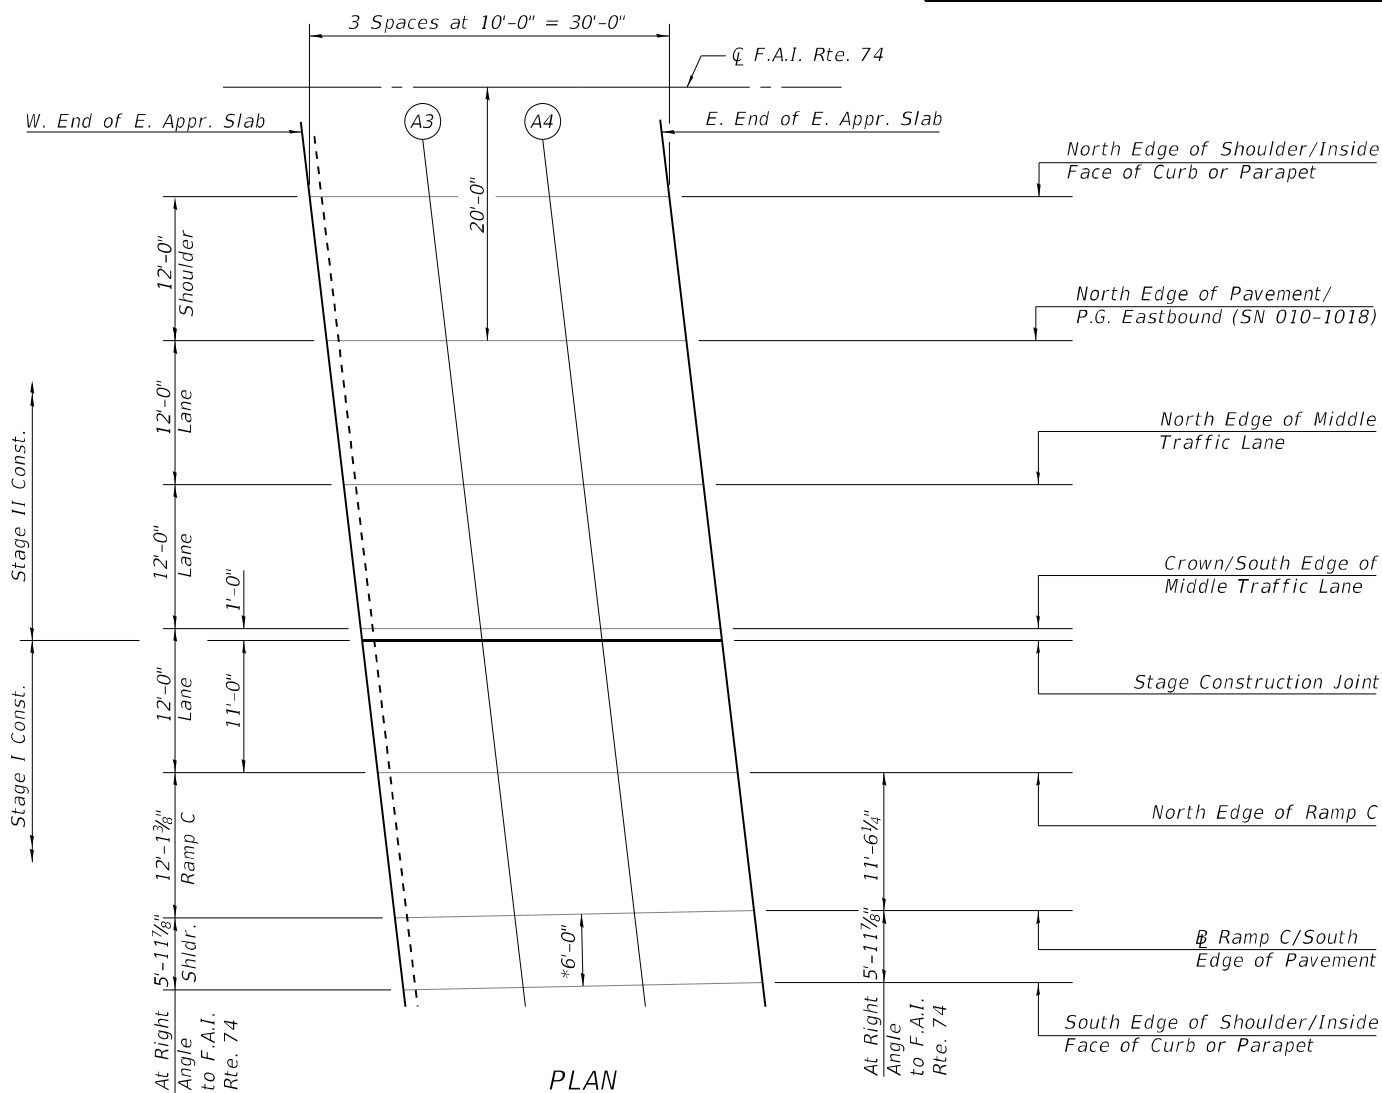 3 Spaces at 10'-0" = 30'-0"
℄ F.A.I. Rte. 74
W. End of E. Appr. Slab
A3
A4
E. End of E. Appr. Slab
North Edge of Shoulder/Inside
Face of Curb or Parapet
20'-0"
12'-0"
Shoulder
North Edge of Pavement/
P.G. Eastbound (SN 010-1018)
12'-0"
Lane
North Edge of Middle
Traffic Lane
Stage II Const.
12'-0"
Lane
1'-0"
Crown/South Edge of
Middle Traffic Lane
Stage I Const.
12'-0"
Lane
11'-0"
Stage Construction Joint
12'-1⅜"
Ramp C
11'-6¼"
North Edge of Ramp C
5'-11⅞"
Shldr.
*6'-0"
5'-11⅞"
B Ramp C/South
Edge of Pavement
At Right
Angle
to F.A.I.
Rte. 74
At Right
Angle
to F.A.I.
Rte. 74
South Edge of Shoulder/Inside
Face of Curb or Parapet
PLAN